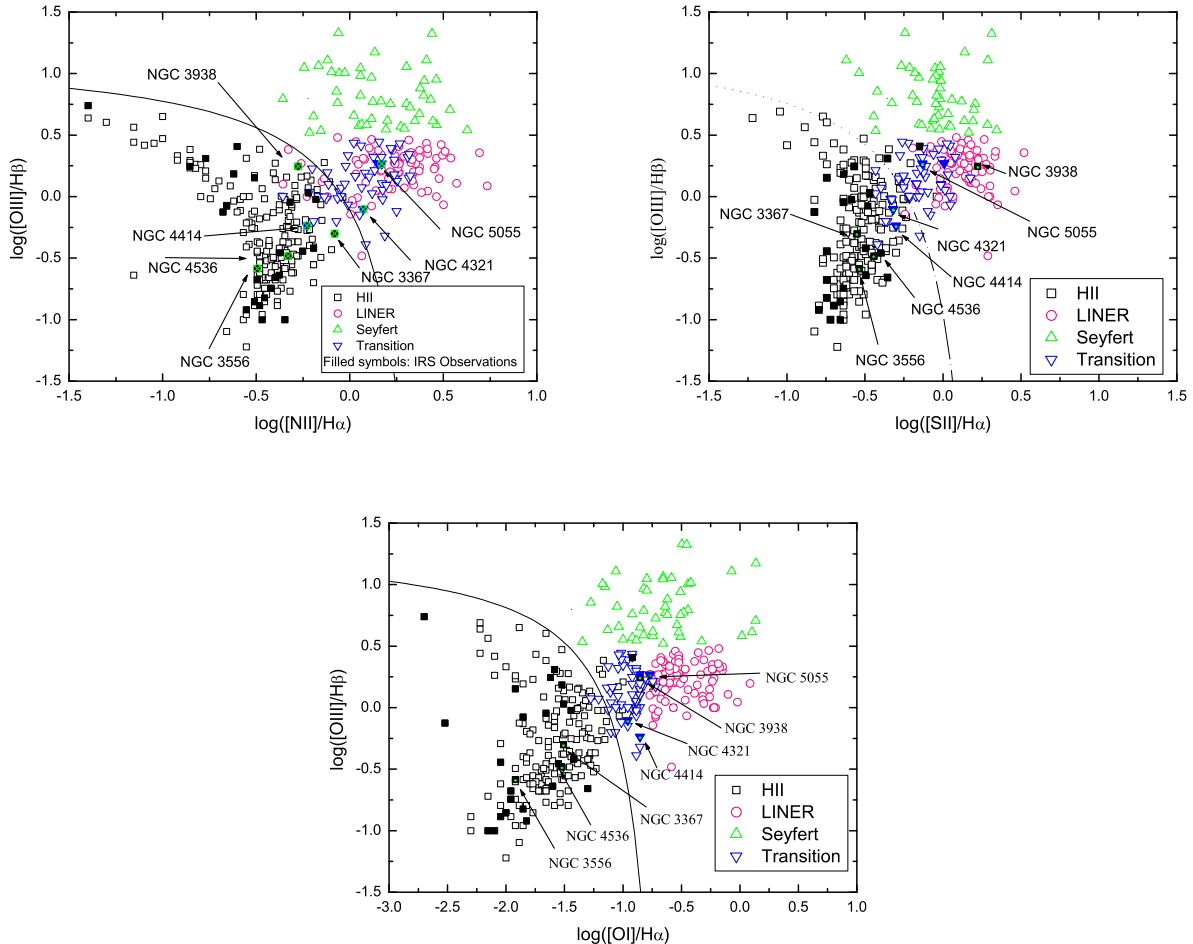 1.5
1.0
0.5
0.0
-0.5
-1.0
-1.5
log([OIII]/Hβ)
NGC 3938
NGC 4414
NGC 4536
NGC 3556
NGC 5055
NGC 4321
NGC 3367
HII
LINER
Seyfert
Transition
Filled symbols: IRS Observations
-1.5 -1.0 -0.5 0.0 0.5 1.0
log([NII]/Hα)
1.5
1.0
0.5
0.0
-0.5
-1.0
-1.5
log([OIII]/Hβ)
NGC 3938
NGC 3367
NGC 5055
NGC 4321
NGC 4414
NGC 4536
NGC 3556
HII
LINER
Seyfert
Transition
-1.5 -1.0 -0.5 0.0 0.5 1.0 1.5
log([SII]/Hα)
1.5
1.0
0.5
0.0
-0.5
-1.0
-1.5
log([OIII]/Hβ)
NGC 5055
NGC 3938
NGC 4321
NGC 4414
NGC 3367
NGC 4536
NGC 3556
HII
LINER
Seyfert
Transition
-3.0 -2.5 -2.0 -1.5 -1.0 -0.5 0.0 0.5 1.0
log([OI]/Hα)